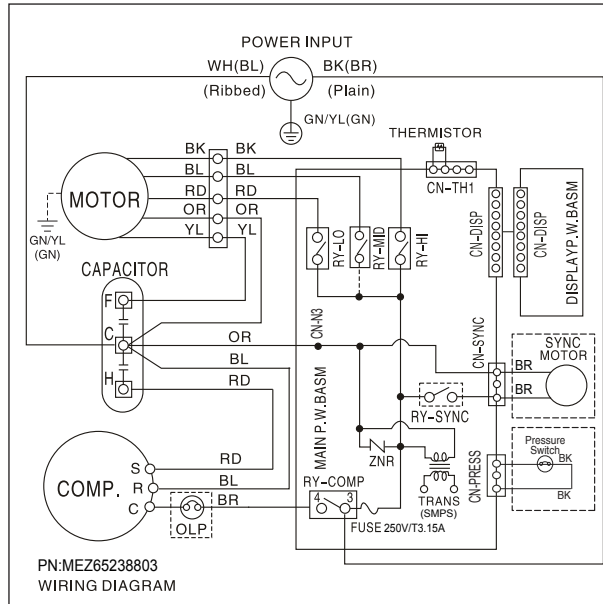 POWER INPUT
WH(BL) BK(BR)
(Ribbed) (Plain)
GN/YL(GN)
THERMISTOR
BK BK
BL BL
RD RD
OR OR
YL YL
MOTOR
GN/YL
(GN)
CN-TH1
CN-DISP
CN-DISP
DISPLAYP.W.BASM
RY-LO
RY-MID
RY-HI
CAPACITOR
F
C
H
OR
BL
RD
CN-N3
MAIN P.W.BASM
CN-SYNC
SYNC
MOTOR
BR
BR
RY-SYNC
ZNR
TRANS
(SMPS)
CN-PRESS
Pressure
Switch
BK
BK
COMP.
S
R
C
RD
BL
BR
OLP
RY-COMP
4 3
FUSE 250V/T3.15A
PN:MEZ65238803
WIRING DIAGRAM